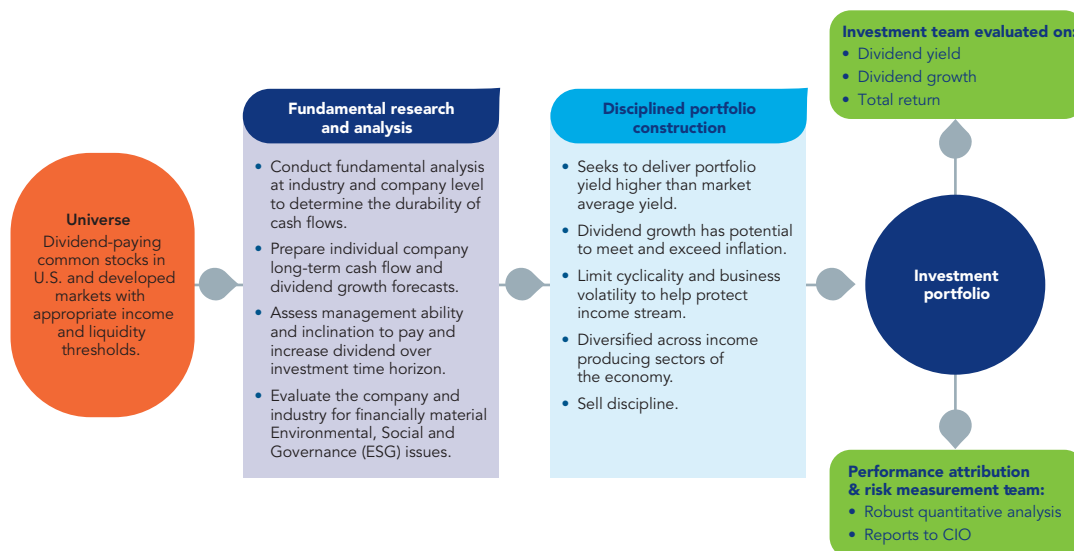 Universe
Dividend-paying
common stocks in
U.S. and developed
markets with
appropriate income
and liquidity
thresholds.
Fundamental research
and analysis
• Conduct fundamental analysis
at industry and company level
to determine the durability of
cash flows.
• Prepare individual company
long-term cash flow and
dividend growth forecasts.
• Assess management ability
and inclination to pay and
increase dividend over
investment time horizon.
• Evaluate the company and
industry for financially material
Environmental, Social and
Governance (ESG) issues.
Disciplined portfolio
construction
• Seeks to deliver portfolio
yield higher than market
average yield.
• Dividend growth has potential
to meet and exceed inflation.
• Limit cyclicality and business
volatility to help protect
income stream.
• Diversified across income
producing sectors of
the economy.
• Sell discipline.
Investment team evaluated on:
• Dividend yield
• Dividend growth
• Total return
Investment
portfolio
Performance attribution
& risk measurement team:
• Robust quantitative analysis
• Reports to CIO